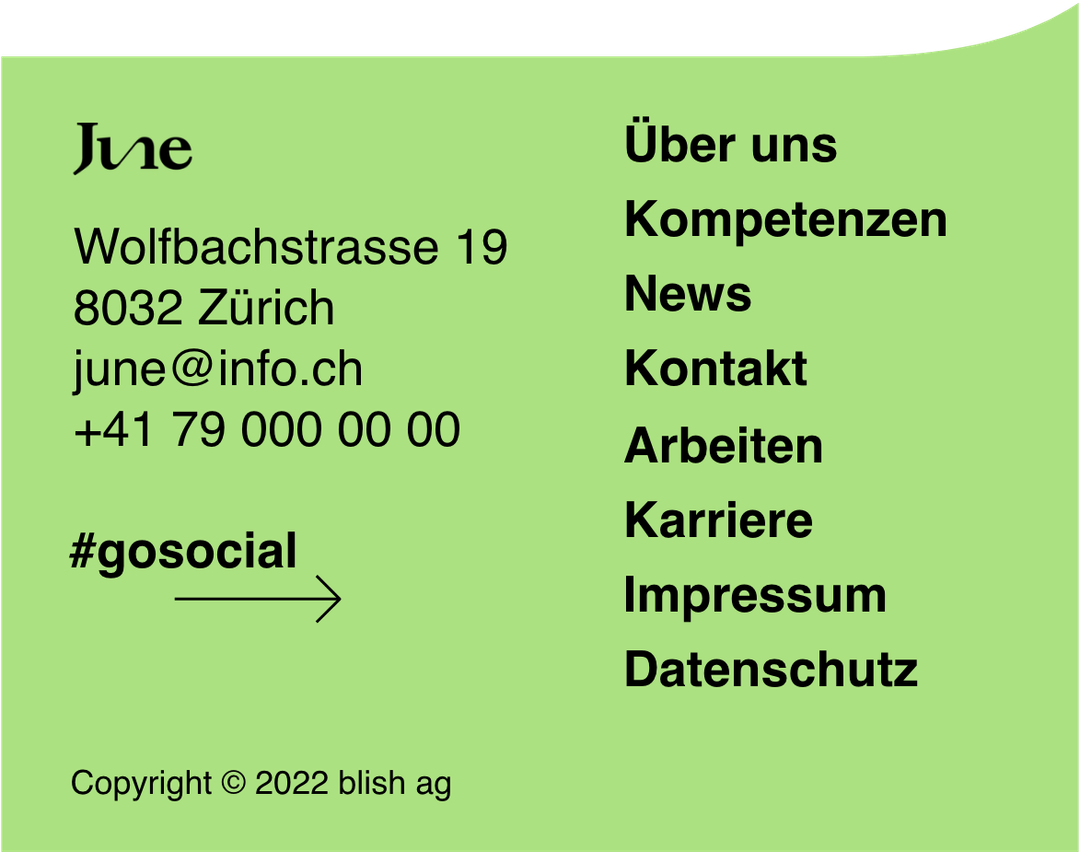 June
Wolfbachstrasse 19
8032 Zürich
june@info.ch
+41 79 000 00 00
#gosocial
Über uns
Kompetenzen
News
Kontakt
Arbeiten
Karriere
Impressum
Datenschutz
Copyright © 2022 blish ag